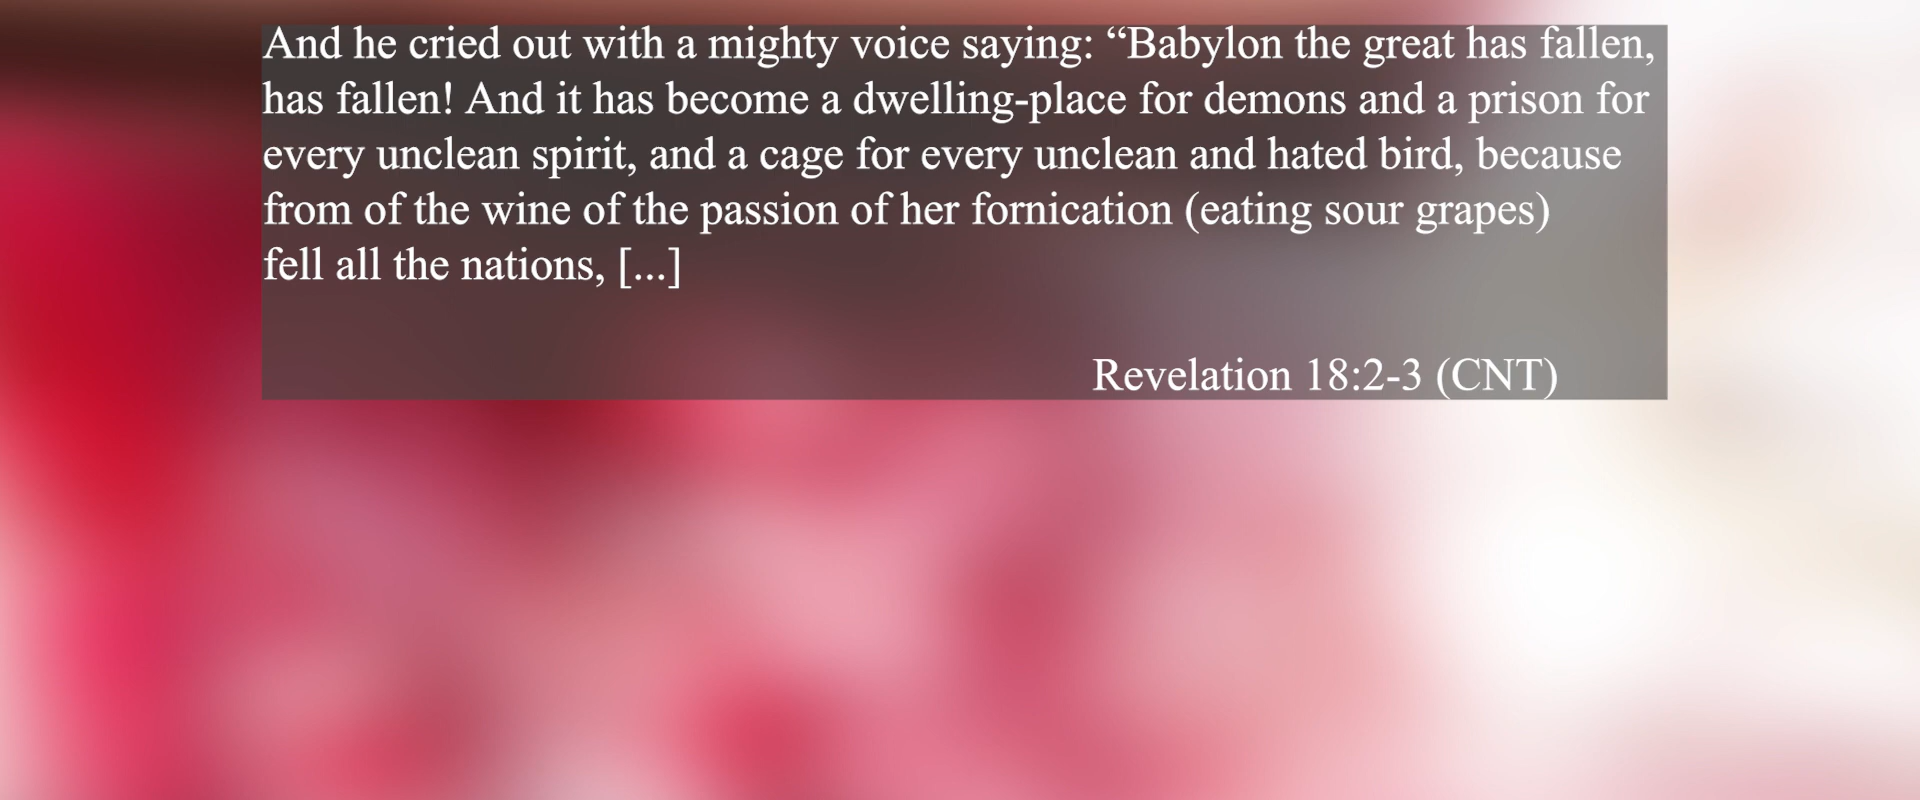 And he cried out with a mighty voice saying: “Babylon the great has fallen,
has fallen! And it has become a dwelling-place for demons and a prison for
every unclean spirit, and a cage for every unclean and hated bird, because
from of the wine of the passion of her fornication (eating sour grapes)
fell all the nations, [...]
Revelation 18:2-3 (CNT)